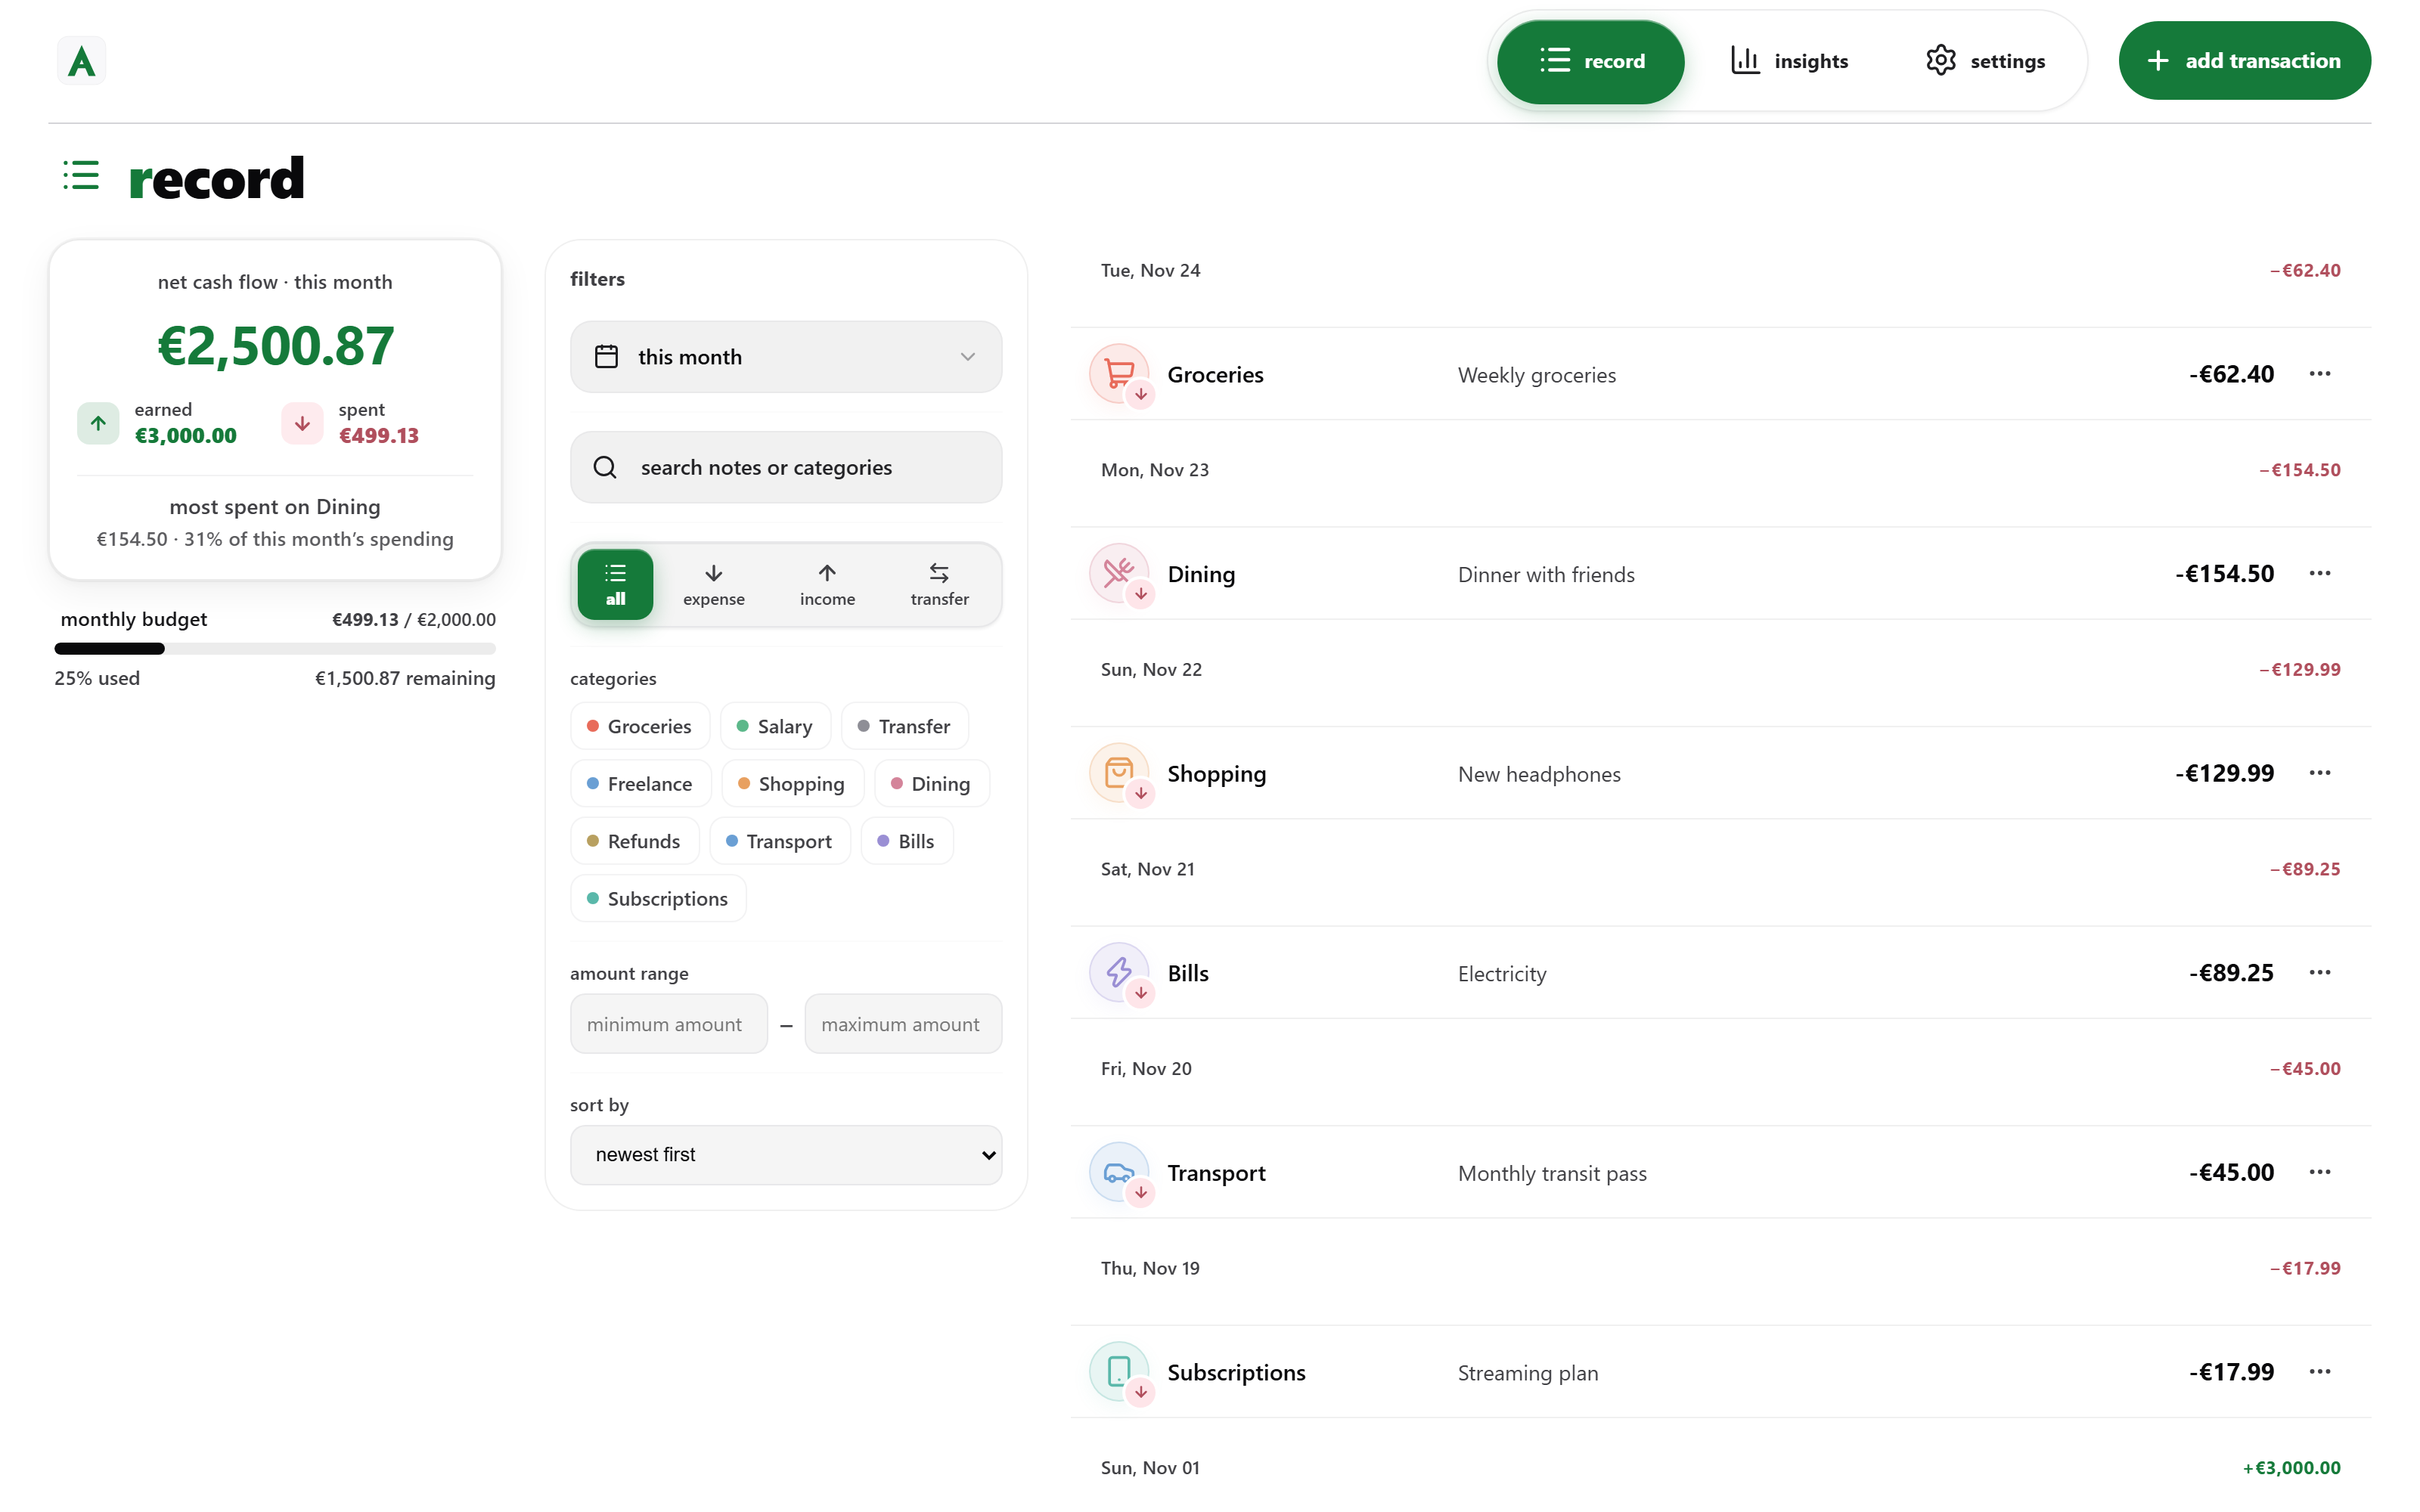 A
record
insights
settings
add transaction
record
net cash flow · this month
€2,500.87
earned
€3,000.00
spent
€499.13
most spent on Dining
€154.50 · 31% of this month’s spending
monthly budget
€499.13 / €2,000.00
25% used
€1,500.87 remaining
filters
this month
search notes or categories
all
expense
income
transfer
categories
Groceries
Salary
Transfer
Freelance
Shopping
Dining
Refunds
Transport
Bills
Subscriptions
amount range
minimum amount
–
maximum amount
sort by
newest first
Tue, Nov 24
–€62.40
Groceries
Weekly groceries
-€62.40
Mon, Nov 23
–€154.50
Dining
Dinner with friends
-€154.50
Sun, Nov 22
–€129.99
Shopping
New headphones
-€129.99
Sat, Nov 21
–€89.25
Bills
Electricity
-€89.25
Fri, Nov 20
–€45.00
Transport
Monthly transit pass
-€45.00
Thu, Nov 19
–€17.99
Subscriptions
Streaming plan
-€17.99
Sun, Nov 01
+€3,000.00